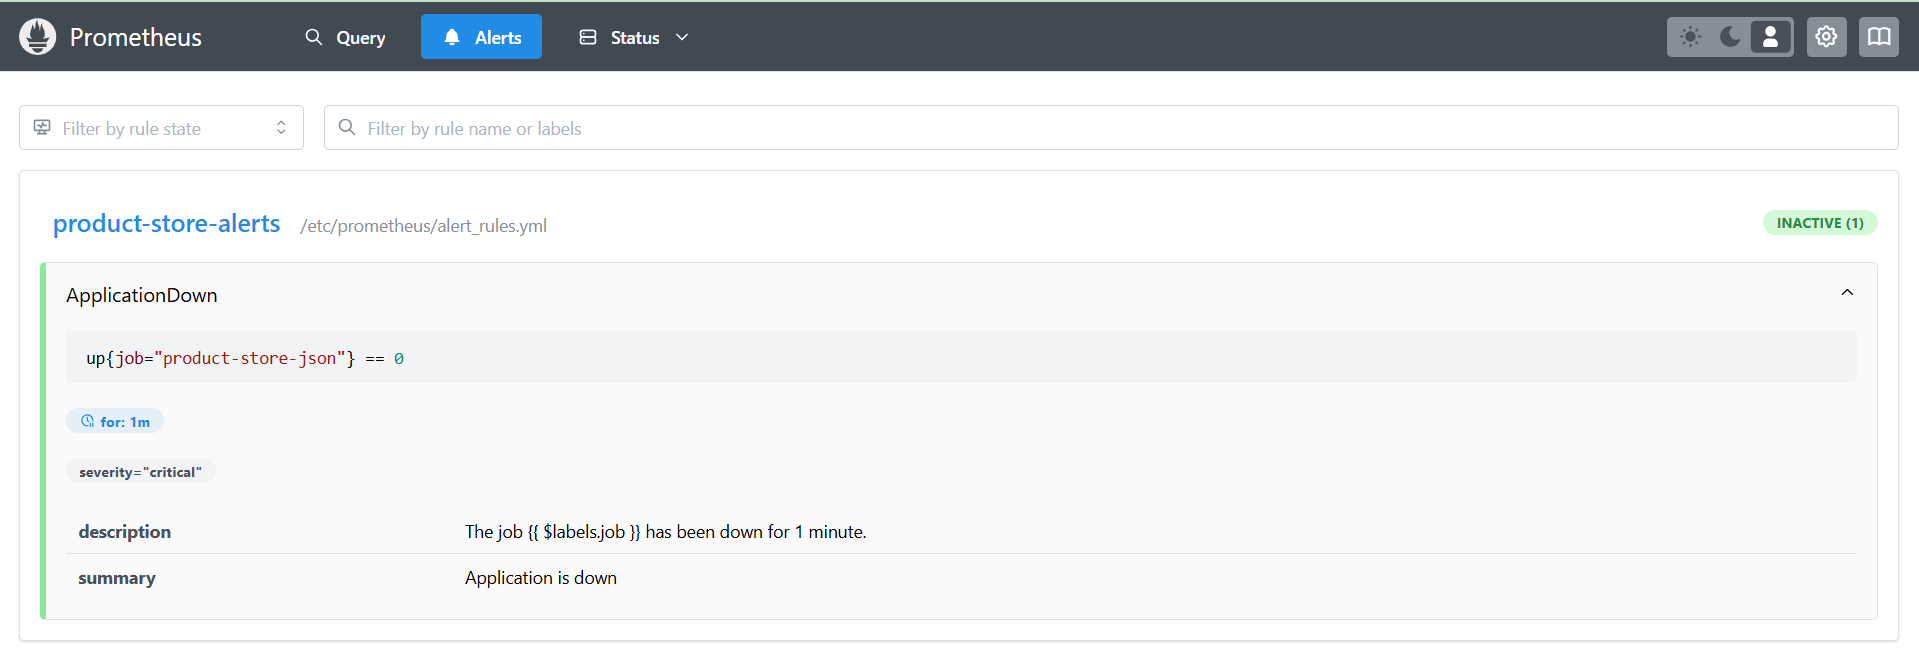 Prometheus Query Alerts Status
Filter by rule state Filter by rule name or labels
product-store-alerts /etc/prometheus/alert_rules.yml INACTIVE (1)
ApplicationDown
up{job="product-store-json"} == 0
for: 1m
severity="critical"
description The job {{ $labels.job }} has been down for 1 minute.
summary Application is down